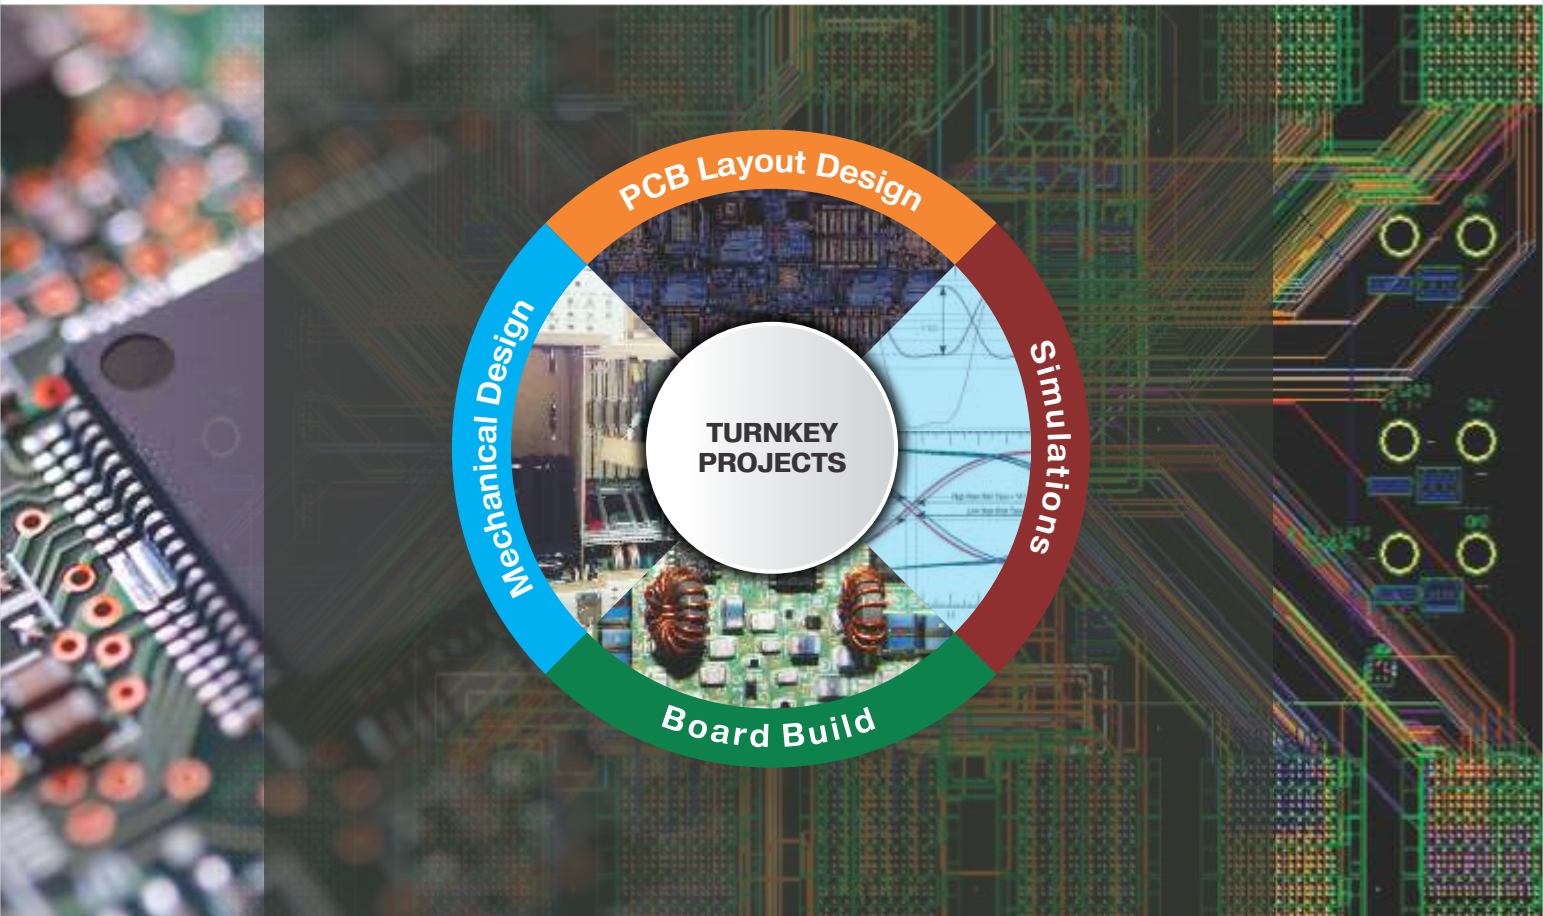 PCB Layout Design
Mechanical Design
TURNKEY
PROJECTS
Simulations
Board Build